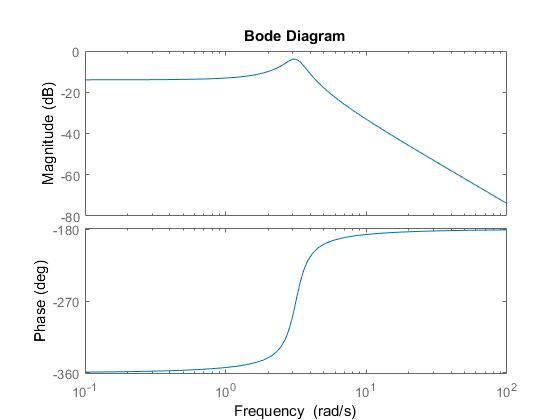 Bode Diagram
0
-20
-40
-60
-80
Magnitude (dB)
-180
-270
-360
Phase (deg)
10^-1 10^0 10^1 10^2
Frequency (rad/s)